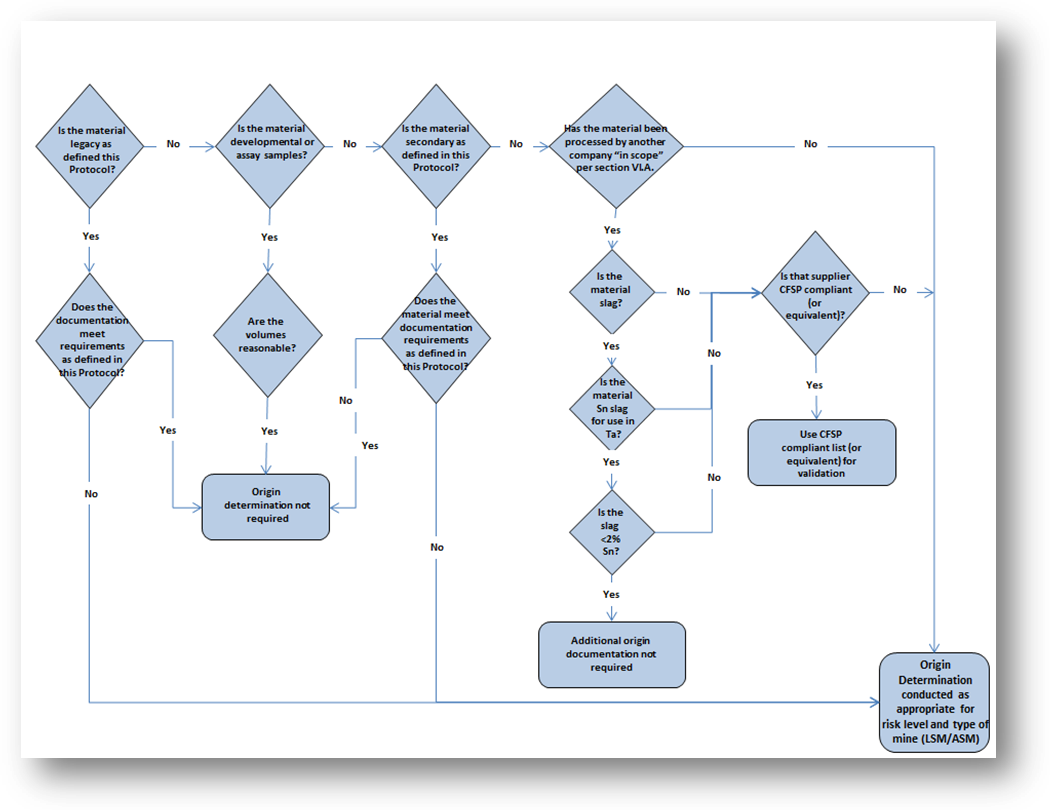 Is the material
legacy as
defined this
Protocol?
No
Is the material
developmental or
assay samples?
No
Is the material
secondary as
defined in this
Protocol?
No
Has the material been
processed by another
company “in scope”
per section VI.A.
No
Yes
Yes
Yes
Yes
Does the
documentation
meet
requirements
as defined in
this Protocol?
Are the
volumes
reasonable?
Does the
material meet
documentation
requirements
as defined in
this Protocol?
Is the
material
slag?
No
Is that supplier
CFSP compliant
(or
equivalent)?
No
Yes
No
Yes
Is the
material
Sn slag
for use in
Ta?
No
Yes
Yes
Yes
Yes
Use CFSP
compliant list (or
equivalent) for
validation
Yes
No
Origin
determination not
required
No
Is the
slag
<2%
Sn?
No
Yes
Additional origin
documentation not
required
Origin
Determination
conducted as
appropriate for
risk level and type of
mine (LSM/ASM)